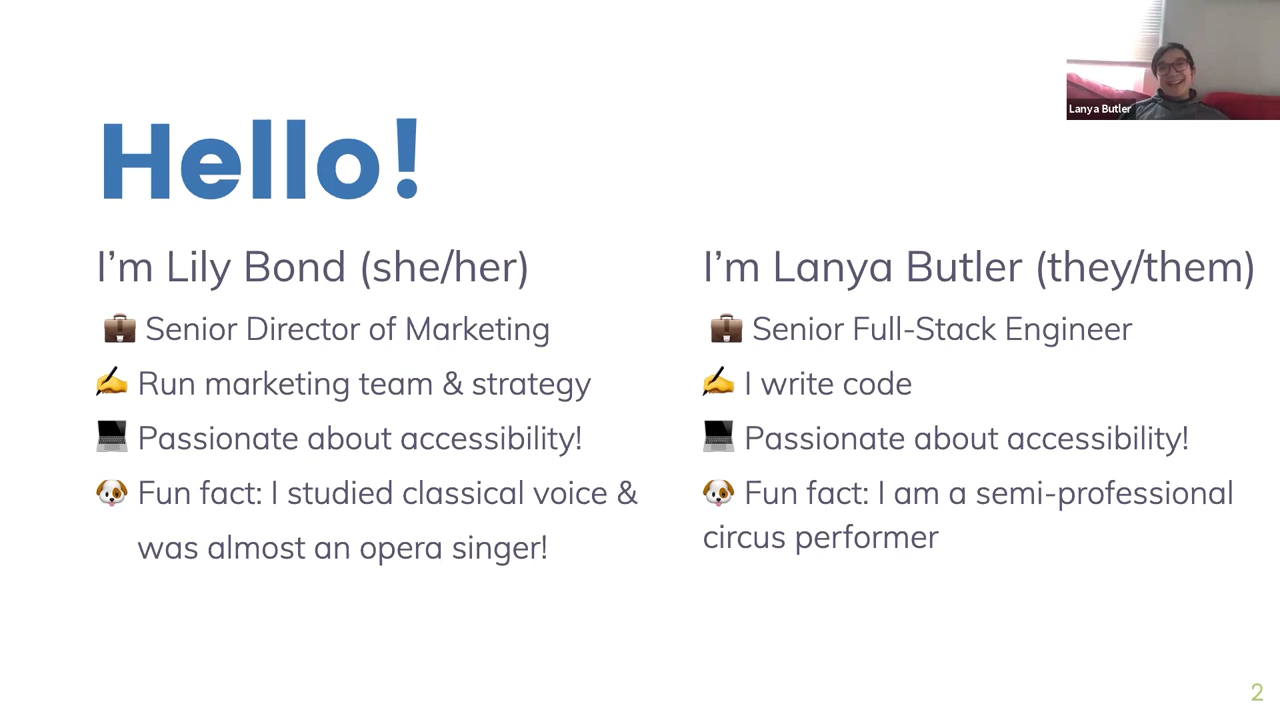 Lanya Butler
Hello!
I'm Lily Bond (she/her)
💼 Senior Director of Marketing
✍️ Run marketing team & strategy
💻 Passionate about accessibility!
🐶 Fun fact: I studied classical voice &
was almost an opera singer!
I'm Lanya Butler (they/them)
💼 Senior Full-Stack Engineer
✍️ I write code
💻 Passionate about accessibility!
🐶 Fun fact: I am a semi-professional
circus performer
2